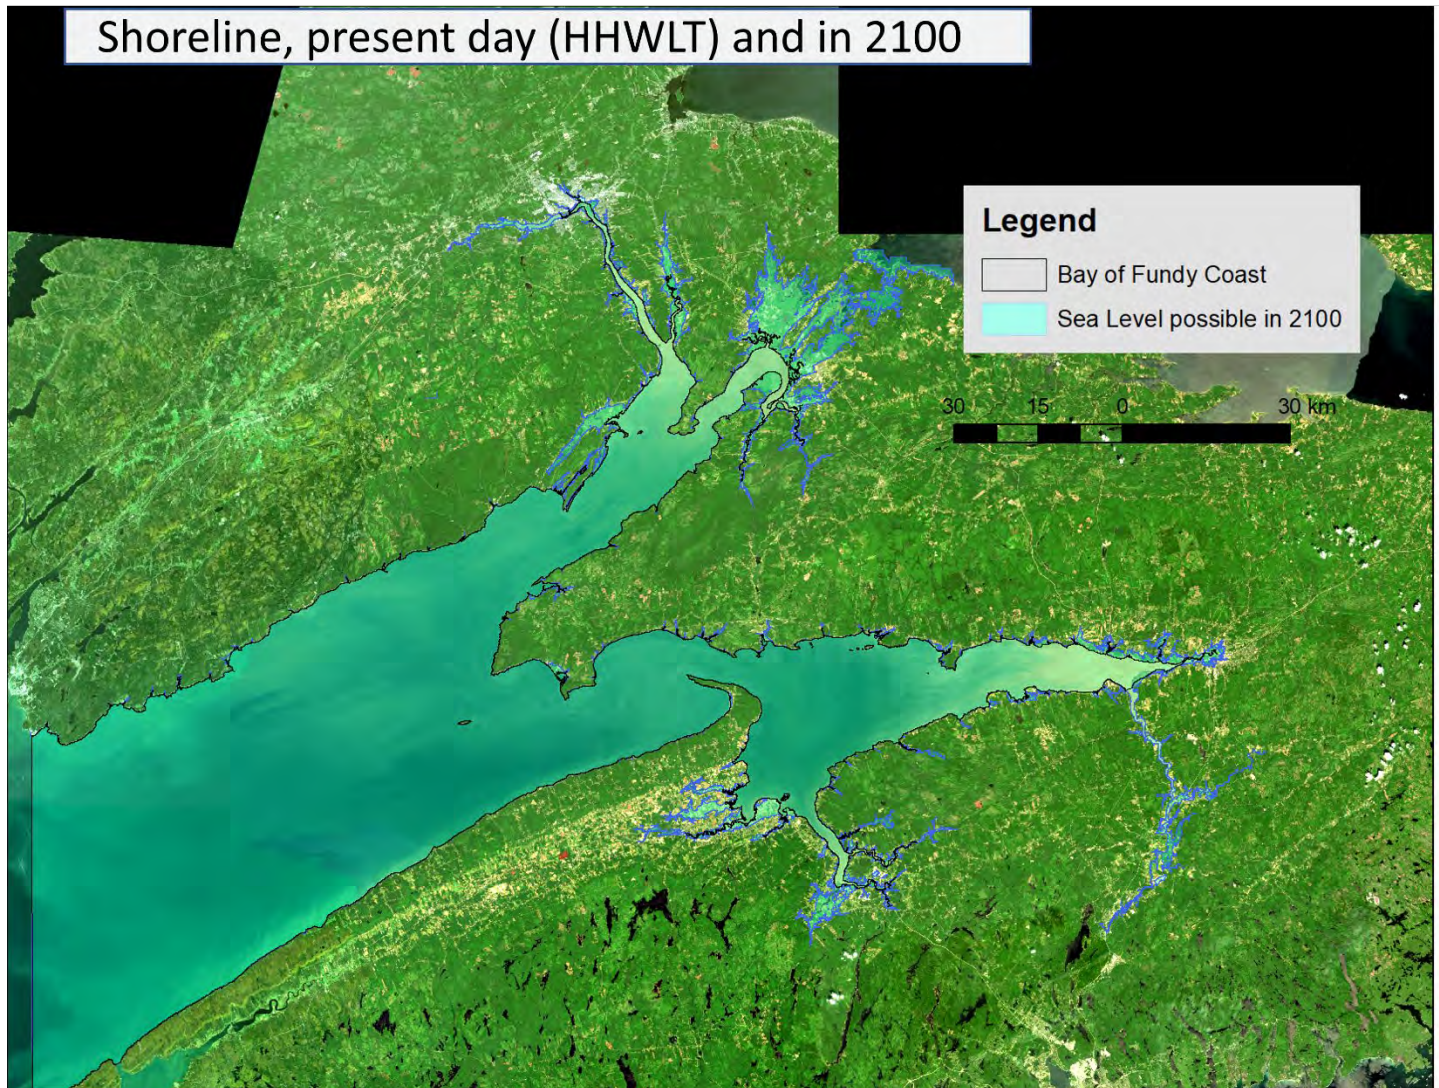 Shoreline, present day (HHWLT) and in 2100
Legend
Bay of Fundy Coast
Sea Level possible in 2100
30 15 0 30 km